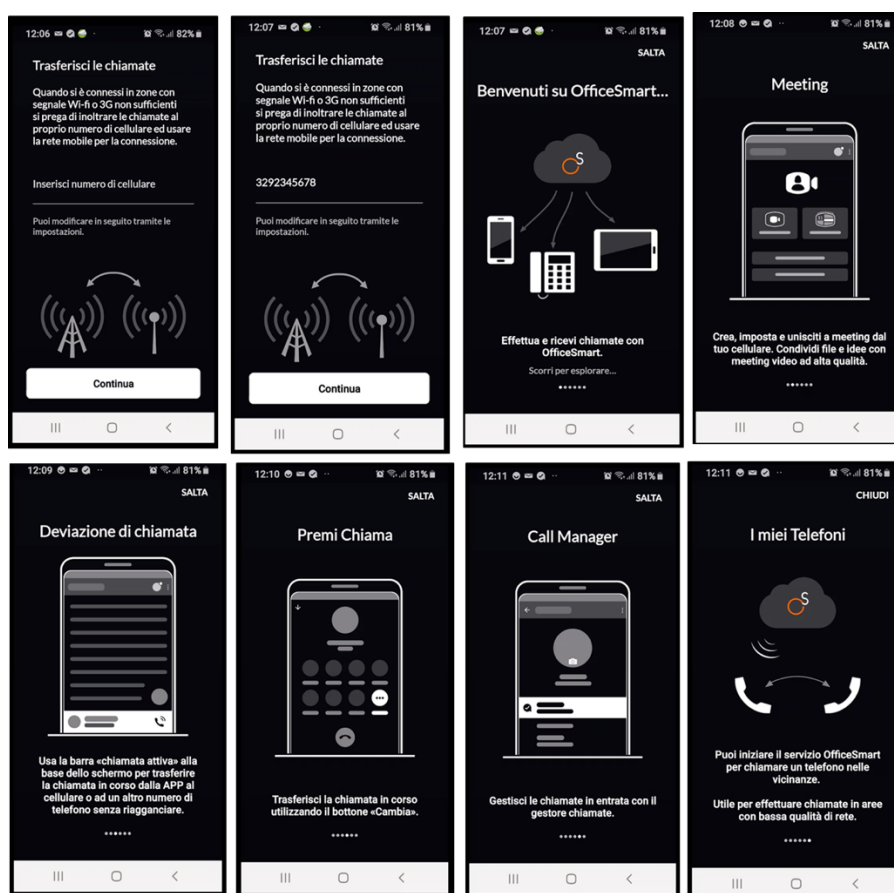 12:06
82%
Trasferisci le chiamate
Quando si è connessi in zone con
segnale Wi-fi o 3G non sufficienti
si prega di inoltrare le chiamate al
proprio numero di cellulare ed usare
la rete mobile per la connessione.
Inserisci numero di cellulare
Puoi modificare in seguito tramite le
impostazioni.
Continua
12:07
81%
Trasferisci le chiamate
Quando si è connessi in zone con
segnale Wi-fi o 3G non sufficienti
si prega di inoltrare le chiamate al
proprio numero di cellulare ed usare
la rete mobile per la connessione.
3292345678
Puoi modificare in seguito tramite le
impostazioni.
Continua
12:07
81%
SALTA
Benvenuti su OfficeSmart...
S
Effettua e ricevi chiamate con
OfficeSmart.
Scorri per esplorare...
12:08
81%
SALTA
Meeting
Crea, imposta e unisciti a meeting dal
tuo cellulare. Condividi file e idee con
meeting video ad alta qualità.
12:09
81%
SALTA
Deviazione di chiamata
Usa la barra «chiamata attiva» alla
base dello schermo per trasferire
la chiamata in corso dalla APP al
cellulare o ad un altro numero di
telefono senza riagganciare.
12:10
81%
SALTA
Premi Chiama
Trasferisci la chiamata in corso
utilizzando il bottone «Cambia».
12:11
81%
SALTA
Call Manager
Gestisci le chiamate in entrata con il
gestore chiamate.
12:11
81%
CHIUDI
I miei Telefoni
S
Puoi iniziare il servizio OfficeSmart
per chiamare un telefono nelle
vicinanze.
Utile per effettuare chiamate in aree
con bassa qualità di rete.